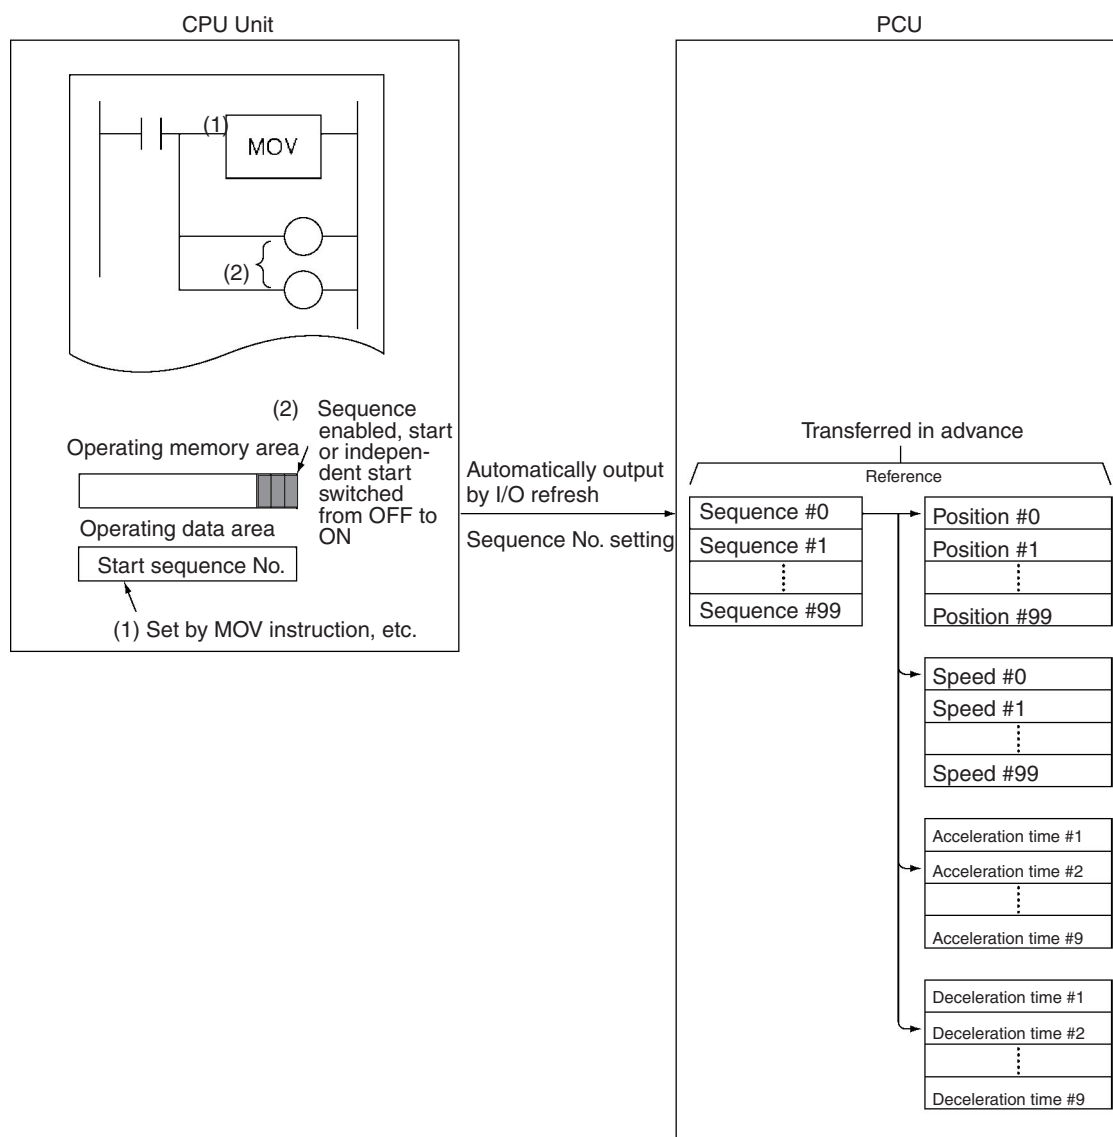 CPU Unit
PCU
(1)
MOV
(2)
(2) Sequence
enabled, start
or indepen-
dent start
switched
from OFF to
ON
Operating memory area
Operating data area
Start sequence No.
(1) Set by MOV instruction, etc.
Automatically output
by I/O refresh
Sequence No. setting
Transferred in advance
Reference
Sequence #0
Sequence #1
Sequence #99
Position #0
Position #1
Position #99
Speed #0
Speed #1
Speed #99
Acceleration time #1
Acceleration time #2
Acceleration time #9
Deceleration time #1
Deceleration time #2
Deceleration time #9